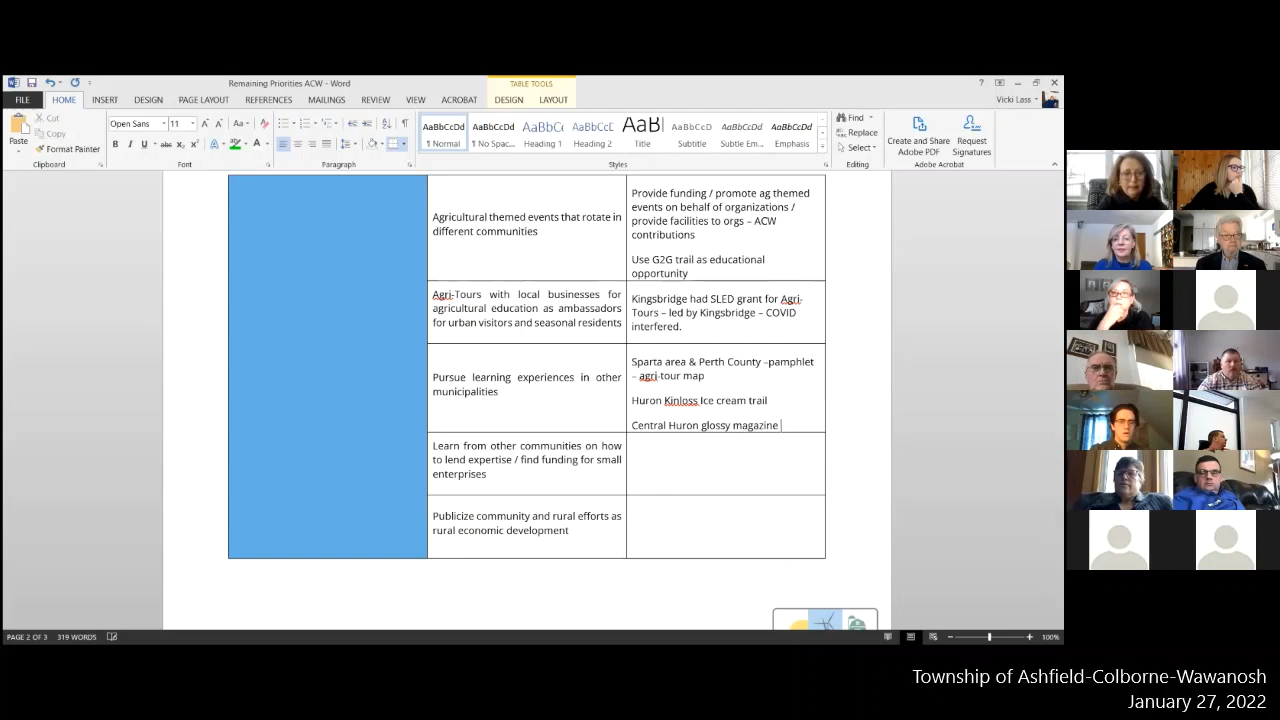 Remaining Priorities ACW - Word
TABLE TOOLS
FILE
HOME
INSERT
DESIGN
PAGE LAYOUT
REFERENCES
MAILINGS
REVIEW
VIEW
ACROBAT
DESIGN
LAYOUT
Vicki Lass
Paste
Cut
Copy
Format Painter
Clipboard
Open Sans
11
Font
Paragraph
AaBbCcDd
¶ Normal
AaBbCcDd
¶ No Spac...
AaBbC
Heading 1
AaBbCcE
Heading 2
AaB
Title
AaBbCcD
Subtitle
AaBbCcDd
Subtle Em...
AaBbCcDd
Emphasis
Styles
Find
Replace
Select
Editing
Create and Share
Adobe PDF
Request
Signatures
Adobe Acrobat
Agricultural themed events that rotate in
different communities
Provide funding / promote ag themed
events on behalf of organizations /
provide facilities to orgs – ACW
contributions
Use G2G trail as educational
opportunity
Agri-Tours with local businesses for
agricultural education as ambassadors
for urban visitors and seasonal residents
Kingsbridge had SLED grant for Agri-
Tours – led by Kingsbridge – COVID
interfered.
Pursue learning experiences in other
municipalities
Sparta area & Perth County –pamphlet
– agri-tour map
Huron Kinloss Ice cream trail
Central Huron glossy magazine
Learn from other communities on how
to lend expertise / find funding for small
enterprises
Publicize community and rural efforts as
rural economic development
PAGE 2 OF 3
319 WORDS
100%
Township of Ashfield-Colborne-Wawanosh
January 27, 2022